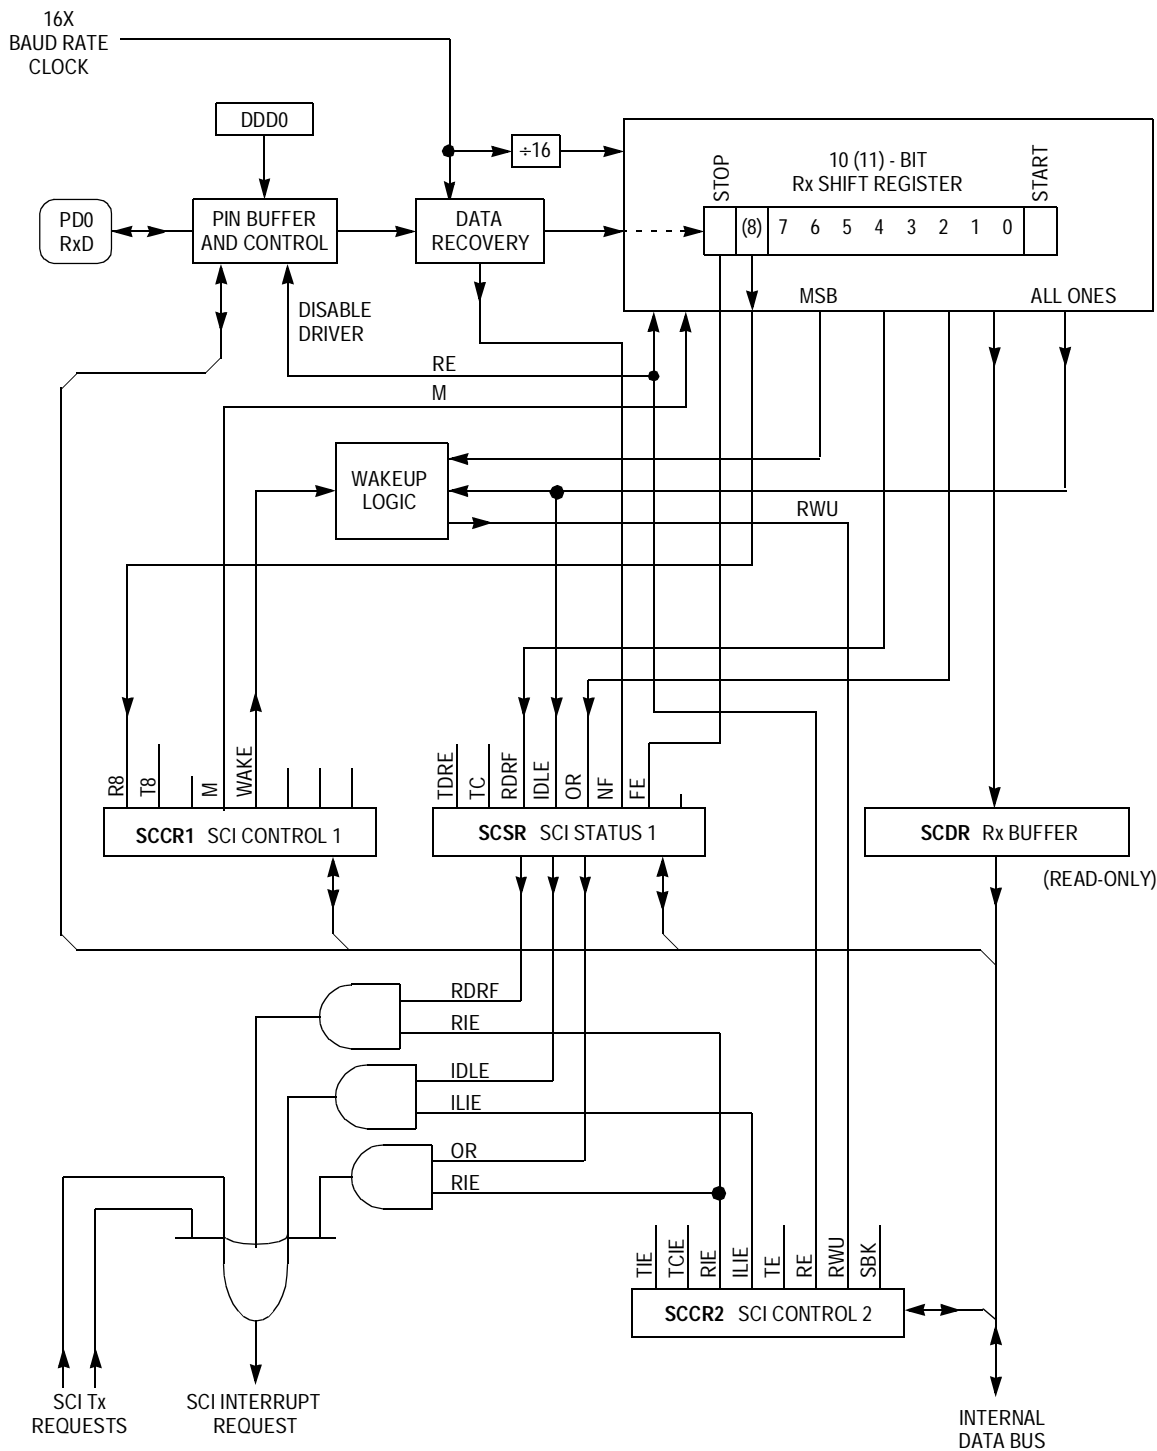 16X
BAUD RATE
CLOCK
DDD0
÷16
10 (11) - BIT
Rx SHIFT REGISTER
STOP
START
PD0
RxD
PIN BUFFER
AND CONTROL
DATA
RECOVERY
(8) 7 6 5 4 3 2 1 0
MSB
ALL ONES
DISABLE
DRIVER
RE
M
WAKEUP
LOGIC
RWU
R8
T8
M
WAKE
TDRE
TC
RDRF
IDLE
OR
NF
FE
SCCR1 SCI CONTROL 1
SCSR SCI STATUS 1
SCDR Rx BUFFER
(READ-ONLY)
RDRF
RIE
IDLE
ILIE
OR
RIE
TIE
TCIE
RIE
ILIE
TE
RE
RWU
SBK
SCCR2 SCI CONTROL 2
SCI Tx
REQUESTS
SCI INTERRUPT
REQUEST
INTERNAL
DATA BUS